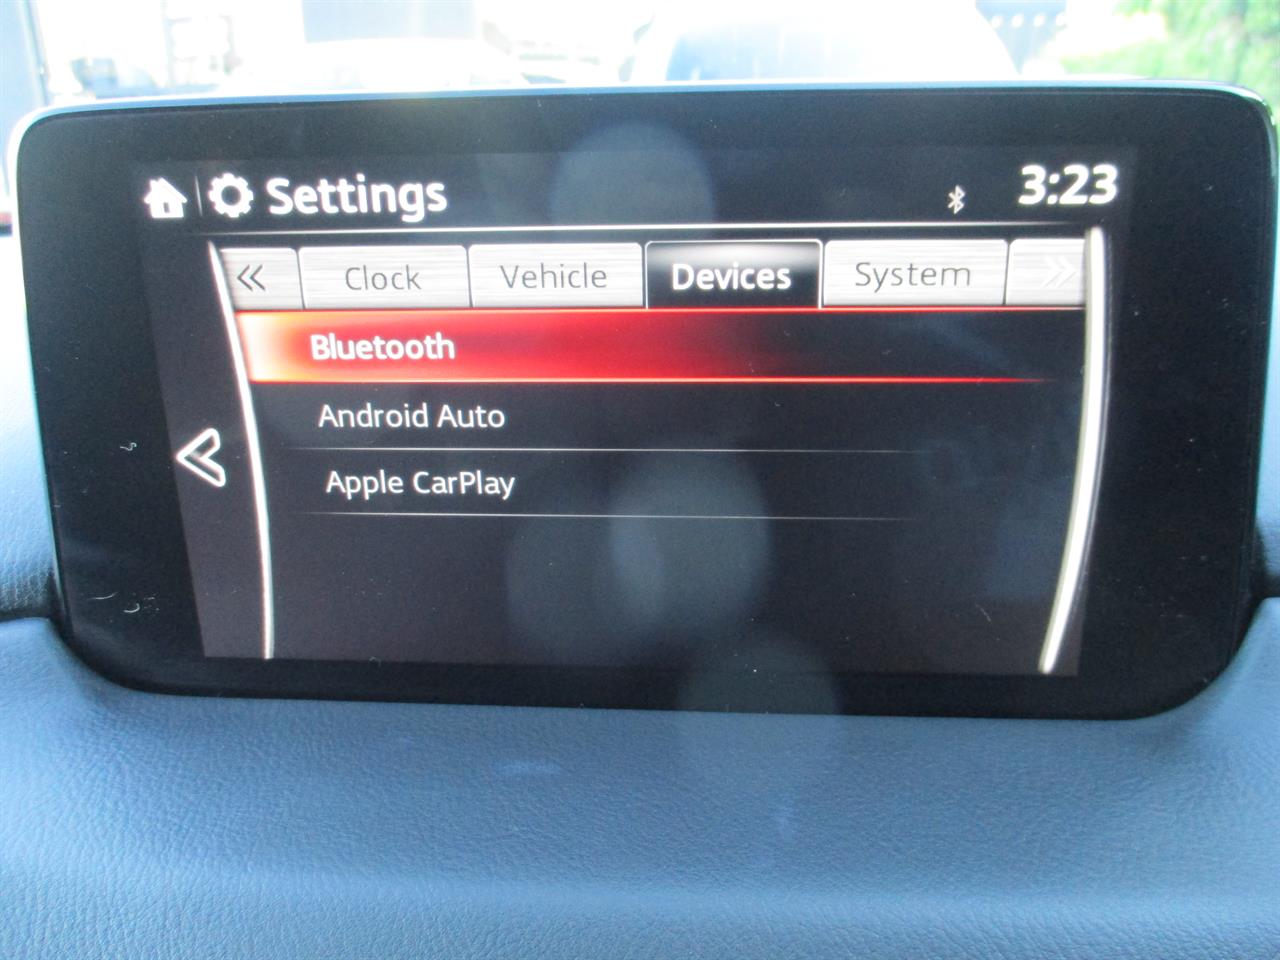 Settings 3:23
« Clock Vehicle Devices System »
Bluetooth
Android Auto
Apple CarPlay